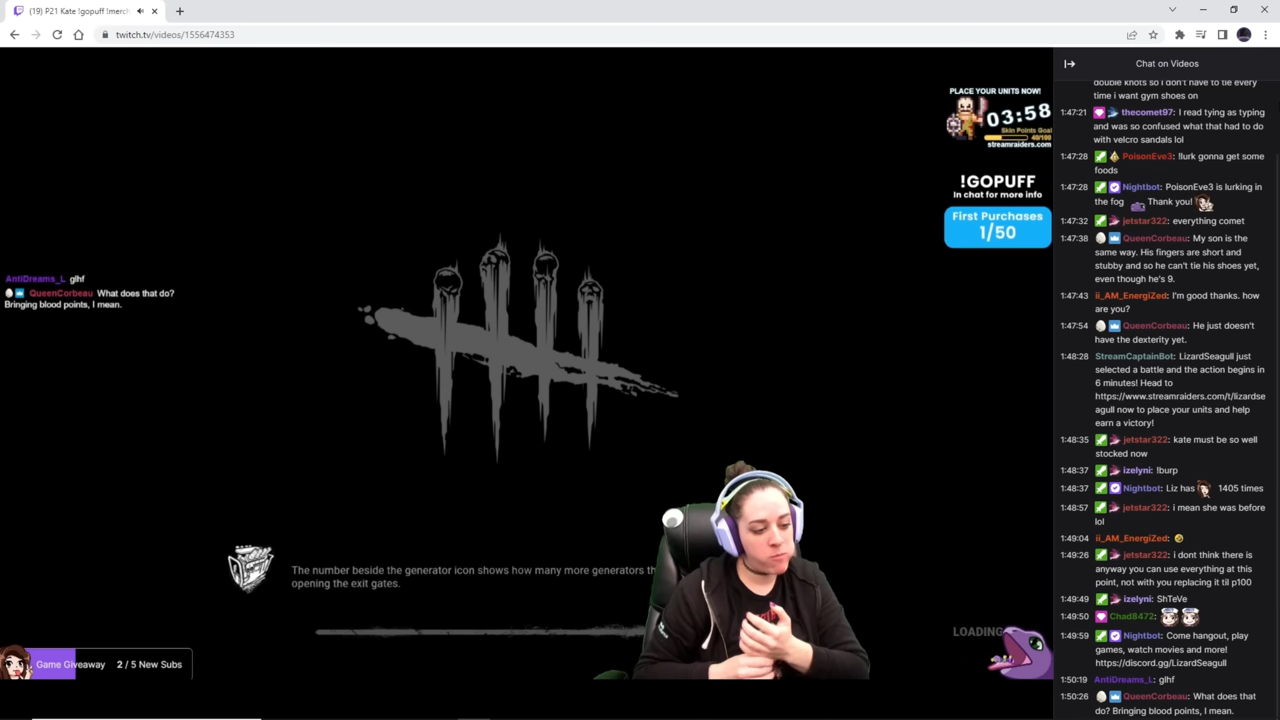 (19) P21 Kate !gopuff !merch
twitch.tv/videos/1556474353
PLACE YOUR UNITS NOW!
03:58
Skin Points Goal
40/100
streamraiders.com
!GOPUFF
In chat for more info
First Purchases
1/50
AntiDreams_L glhf
QueenCorbeau What does that do?
Bringing blood points, I mean.
The number beside the generator icon shows how many more generators
opening the exit gates.
LOADING
Game Giveaway 2 / 5 New Subs
Chat on Videos
double knots so I don't have to tie every
time i want gym shoes on
1:47:21 thecomet97: I read tying as typing
and was so confused what that had to do
with velcro sandals lol
1:47:28 PoisonEve3: !lurk gonna get some
foods
1:47:28 Nightbot: PoisonEve3 is lurking in
the fog Thank you!
1:47:32 jetstar322: everything comet
1:47:38 QueenCorbeau: My son is the
same way. His fingers are short and
stubby and so he can't tie his shoes yet,
even though he's 9.
1:47:43 ii_AM_EnergiZed: I'm good thanks. how
are you?
1:47:54 QueenCorbeau: He just doesn't
have the dexterity yet.
1:48:28 StreamCaptainBot: LizardSeagull just
selected a battle and the action begins in
6 minutes! Head to
https://www.streamraiders.com/t/lizardse
agull now to place your units and help
earn a victory!
1:48:35 jetstar322: kate must be so well
stocked now
1:48:37 izelyni: !burp
1:48:37 Nightbot: Liz has 1405 times
1:48:57 jetstar322: i mean she was before
lol
1:49:04 ii_AM_EnergiZed:
1:49:26 jetstar322: i dont think there is
anyway you can use everything at this
point, not with you replacing it til p100
1:49:49 izelyni: ShTeVe
1:49:50 Chad8472:
1:49:59 Nightbot: Come hangout, play
games, watch movies and more!
https://discord.gg/LizardSeagull
1:50:19 AntiDreams_L: glhf
1:50:26 QueenCorbeau: What does that
do? Bringing blood points, I mean.